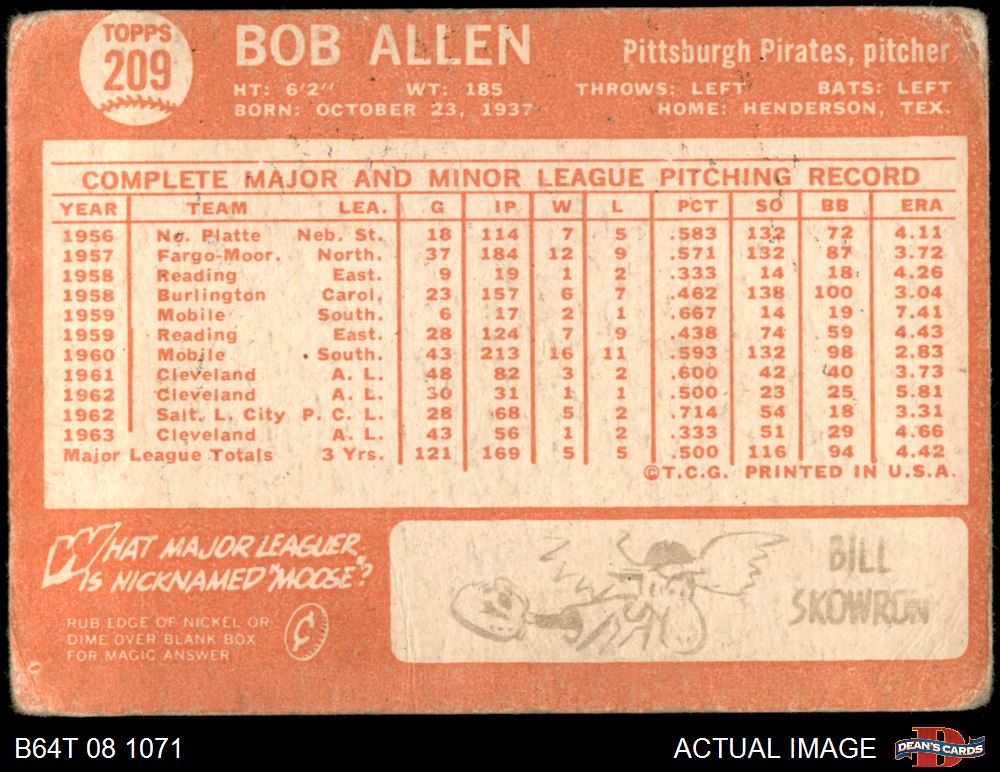 TOPPS
209
BOB ALLEN
Pittsburgh Pirates, pitcher
HT: 6'2" WT: 185 THROWS: LEFT BATS: LEFT
BORN: OCTOBER 23, 1937 HOME: HENDERSON, TEX.
COMPLETE MAJOR AND MINOR LEAGUE PITCHING RECORD
YEAR TEAM LEA. G IP W L PCT SO BB ERA
1956 No. Platte Neb. St. 18 114 7 5 .583 132 72 4.11
1957 Fargo-Moor. North. 37 184 12 9 .571 132 87 3.72
1958 Reading East. 9 19 1 2 .333 14 18 4.26
1958 Burlington Carol. 23 157 6 7 .462 138 100 3.04
1959 Mobile South. 6 17 2 1 .667 14 19 7.41
1959 Reading East. 28 124 7 9 .438 74 59 4.43
1960 Mobile South. 43 213 16 11 .593 132 98 2.83
1961 Cleveland A. L. 48 82 3 2 .600 42 40 3.73
1962 Cleveland A. L. 30 31 1 1 .500 23 25 5.81
1962 Salt. L. City P. C. L. 28 68 5 2 .714 54 18 3.31
1963 Cleveland A. L. 43 56 1 2 .333 51 29 4.66
Major League Totals 3 Yrs. 121 169 5 5 .500 116 94 4.42
©T.C.G. PRINTED IN U.S.A.
WHAT MAJOR LEAGUER,
IS NICKNAMED "MOOSE"?
RUB EDGE OF NICKEL OR
DIME OVER BLANK BOX
FOR MAGIC ANSWER
BILL
SKOWRON
B64T 08 1071
ACTUAL IMAGE
DEAN'S CARDS